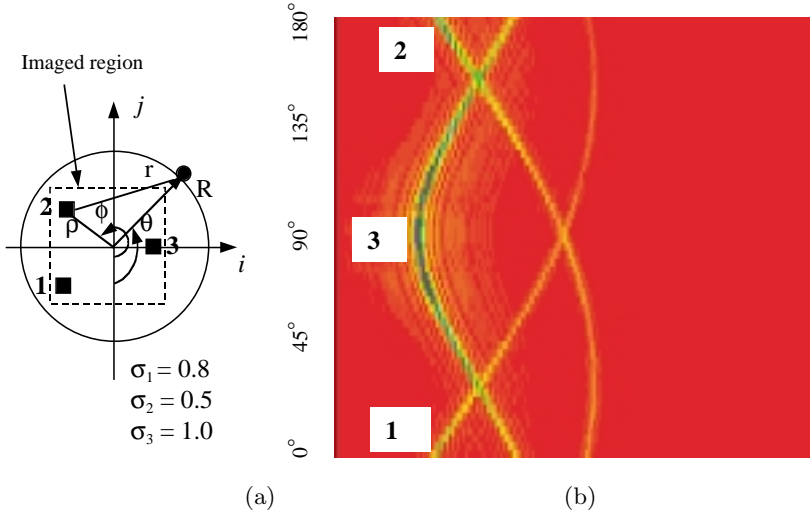 Imaged region
j
r
R
2
ϕ
θ
ρ
3
i
1
σ₁ = 0.8
σ₂ = 0.5
σ₃ = 1.0
(a)
180°
135°
90°
45°
0°
2
3
1
(b)